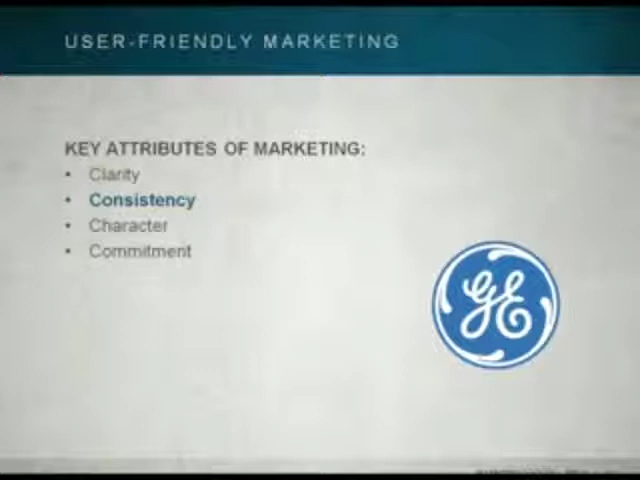 USER-FRIENDLY MARKETING
KEY ATTRIBUTES OF MARKETING:
• Clarity
• Consistency
• Character
• Commitment
GE